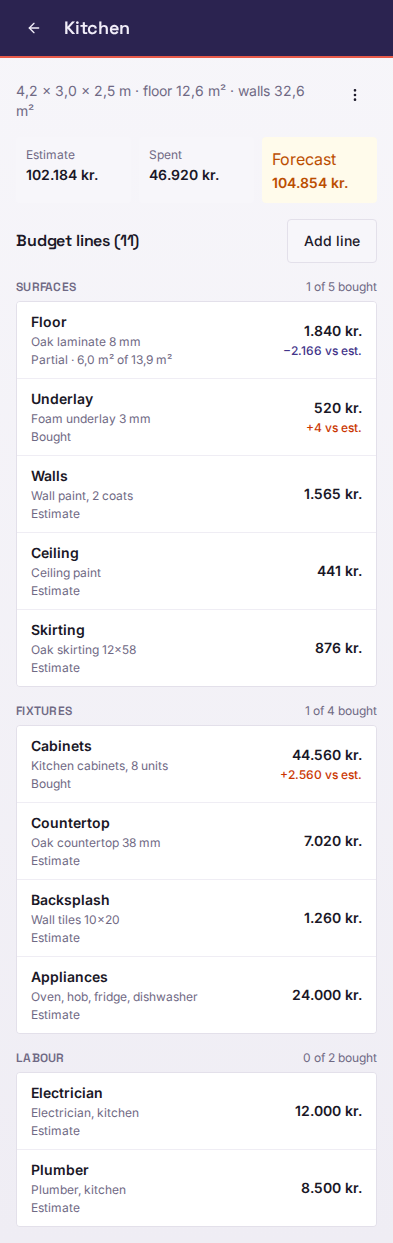 Kitchen
4,2 × 3,0 × 2,5 m · floor 12,6 m² · walls 32,6
m²
Estimate
102.184 kr.
Spent
46.920 kr.
Forecast
104.854 kr.
Budget lines (11)
Add line
SURFACES
1 of 5 bought
Floor
Oak laminate 8 mm
Partial · 6,0 m² of 13,9 m²
1.840 kr.
−2.166 vs est.
Underlay
Foam underlay 3 mm
Bought
520 kr.
+4 vs est.
Walls
Wall paint, 2 coats
Estimate
1.565 kr.
Ceiling
Ceiling paint
Estimate
441 kr.
Skirting
Oak skirting 12×58
Estimate
876 kr.
FIXTURES
1 of 4 bought
Cabinets
Kitchen cabinets, 8 units
Bought
44.560 kr.
+2.560 vs est.
Countertop
Oak countertop 38 mm
Estimate
7.020 kr.
Backsplash
Wall tiles 10×20
Estimate
1.260 kr.
Appliances
Oven, hob, fridge, dishwasher
Estimate
24.000 kr.
LABOUR
0 of 2 bought
Electrician
Electrician, kitchen
Estimate
12.000 kr.
Plumber
Plumber, kitchen
Estimate
8.500 kr.